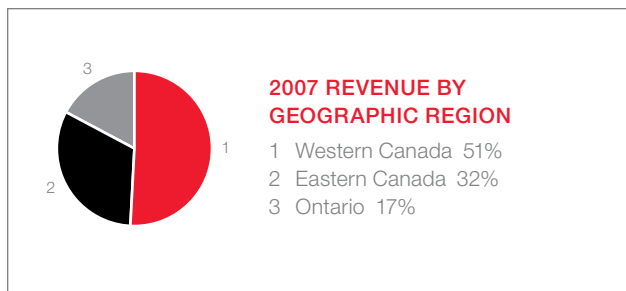 3
1
2
2007 REVENUE BY
GEOGRAPHIC REGION
1 Western Canada 51%
2 Eastern Canada 32%
3 Ontario 17%